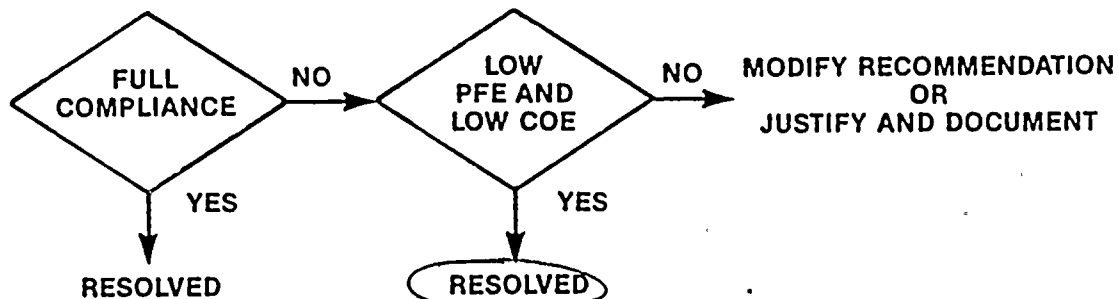 FULL
COMPLIANCE
NO
LOW
PFE AND
LOW COE
NO
MODIFY RECOMMENDATION
OR
JUSTIFY AND DOCUMENT
YES
YES
RESOLVED
RESOLVED